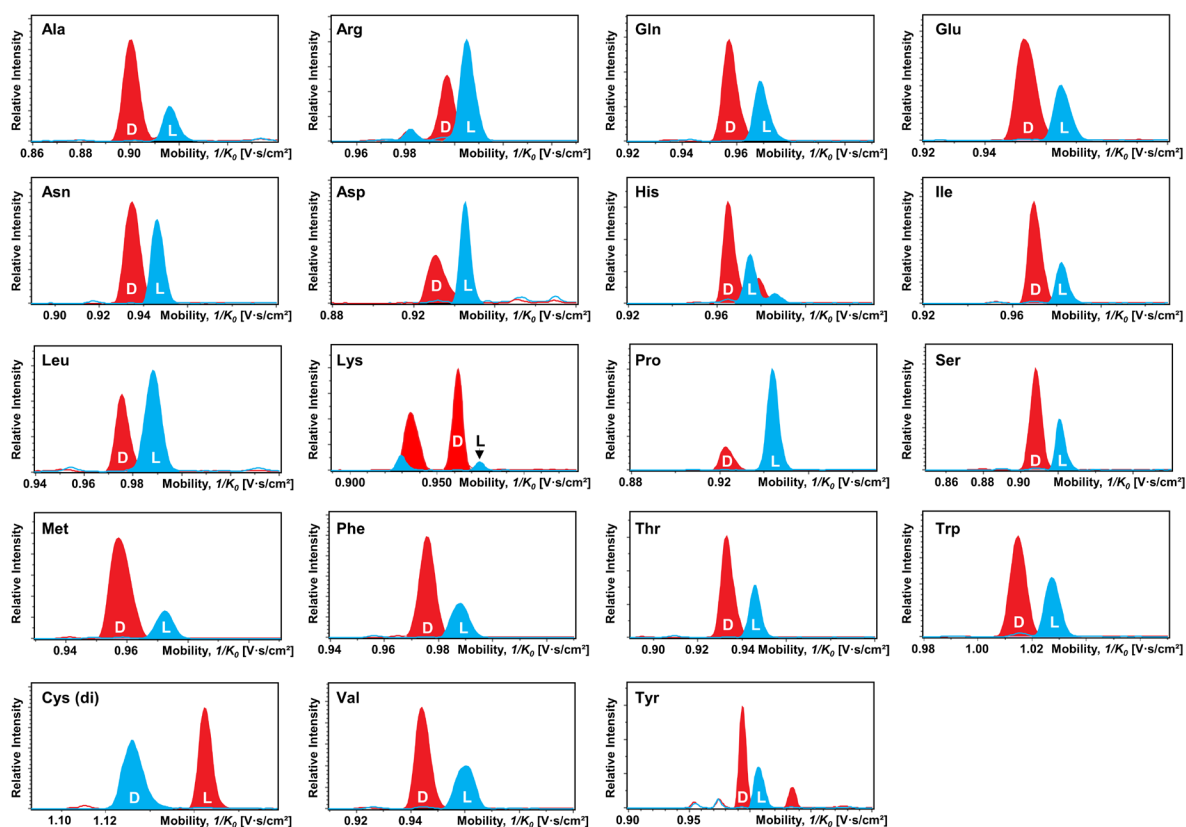 Relative Intensity
Ala
D
L
0.86 0.88 0.90 Mobility, 1/K0 [V·s/cm²]
Relative Intensity
Arg
D
L
0.96 0.98 Mobility, 1/K0 [V·s/cm²]
Relative Intensity
Gln
D
L
0.92 0.94 0.96 Mobility, 1/K0 [V·s/cm²]
Relative Intensity
Glu
D
L
0.92 0.94 Mobility, 1/K0 [V·s/cm²]
Relative Intensity
Asn
D
L
0.90 0.92 0.94 Mobility, 1/K0 [V·s/cm²]
Relative Intensity
Asp
D
L
0.88 0.92 Mobility, 1/K0 [V·s/cm²]
Relative Intensity
His
D
L
0.92 0.96 Mobility, 1/K0 [V·s/cm²]
Relative Intensity
Ile
D
L
0.92 0.96 Mobility, 1/K0 [V·s/cm²]
Relative Intensity
Leu
D
L
0.94 0.96 0.98 Mobility, 1/K0 [V·s/cm²]
Relative Intensity
Lys
D
L
0.900 0.950 Mobility, 1/K0 [V·s/cm²]
Relative Intensity
Pro
D
L
0.88 0.92 Mobility, 1/K0 [V·s/cm²]
Relative Intensity
Ser
D
L
0.86 0.88 0.90 Mobility, 1/K0 [V·s/cm²]
Relative Intensity
Met
D
L
0.94 0.96 Mobility, 1/K0 [V·s/cm²]
Relative Intensity
Phe
D
L
0.94 0.96 0.98 Mobility, 1/K0 [V·s/cm²]
Relative Intensity
Thr
D
L
0.90 0.92 0.94 Mobility, 1/K0 [V·s/cm²]
Relative Intensity
Trp
D
L
0.98 1.00 1.02 Mobility, 1/K0 [V·s/cm²]
Relative Intensity
Cys (di)
D
L
1.10 1.12 Mobility, 1/K0 [V·s/cm²]
Relative Intensity
Val
D
L
0.92 0.94 Mobility, 1/K0 [V·s/cm²]
Relative Intensity
Tyr
D
L
0.90 0.95 Mobility, 1/K0 [V·s/cm²]